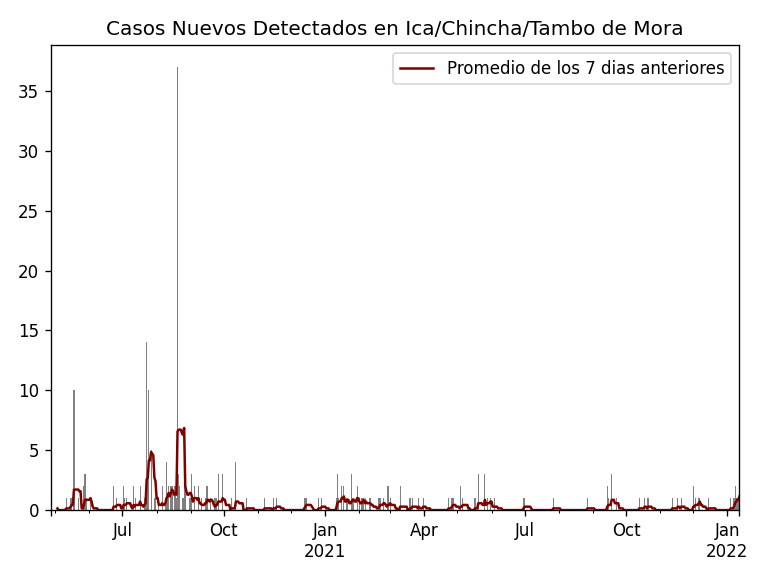 Casos Nuevos Detectados en Ica/Chincha/Tambo de Mora
Promedio de los 7 dias anteriores
35
30
25
20
15
10
5
0
Jul
Oct
Jan
2021
Apr
Jul
Oct
Jan
2022